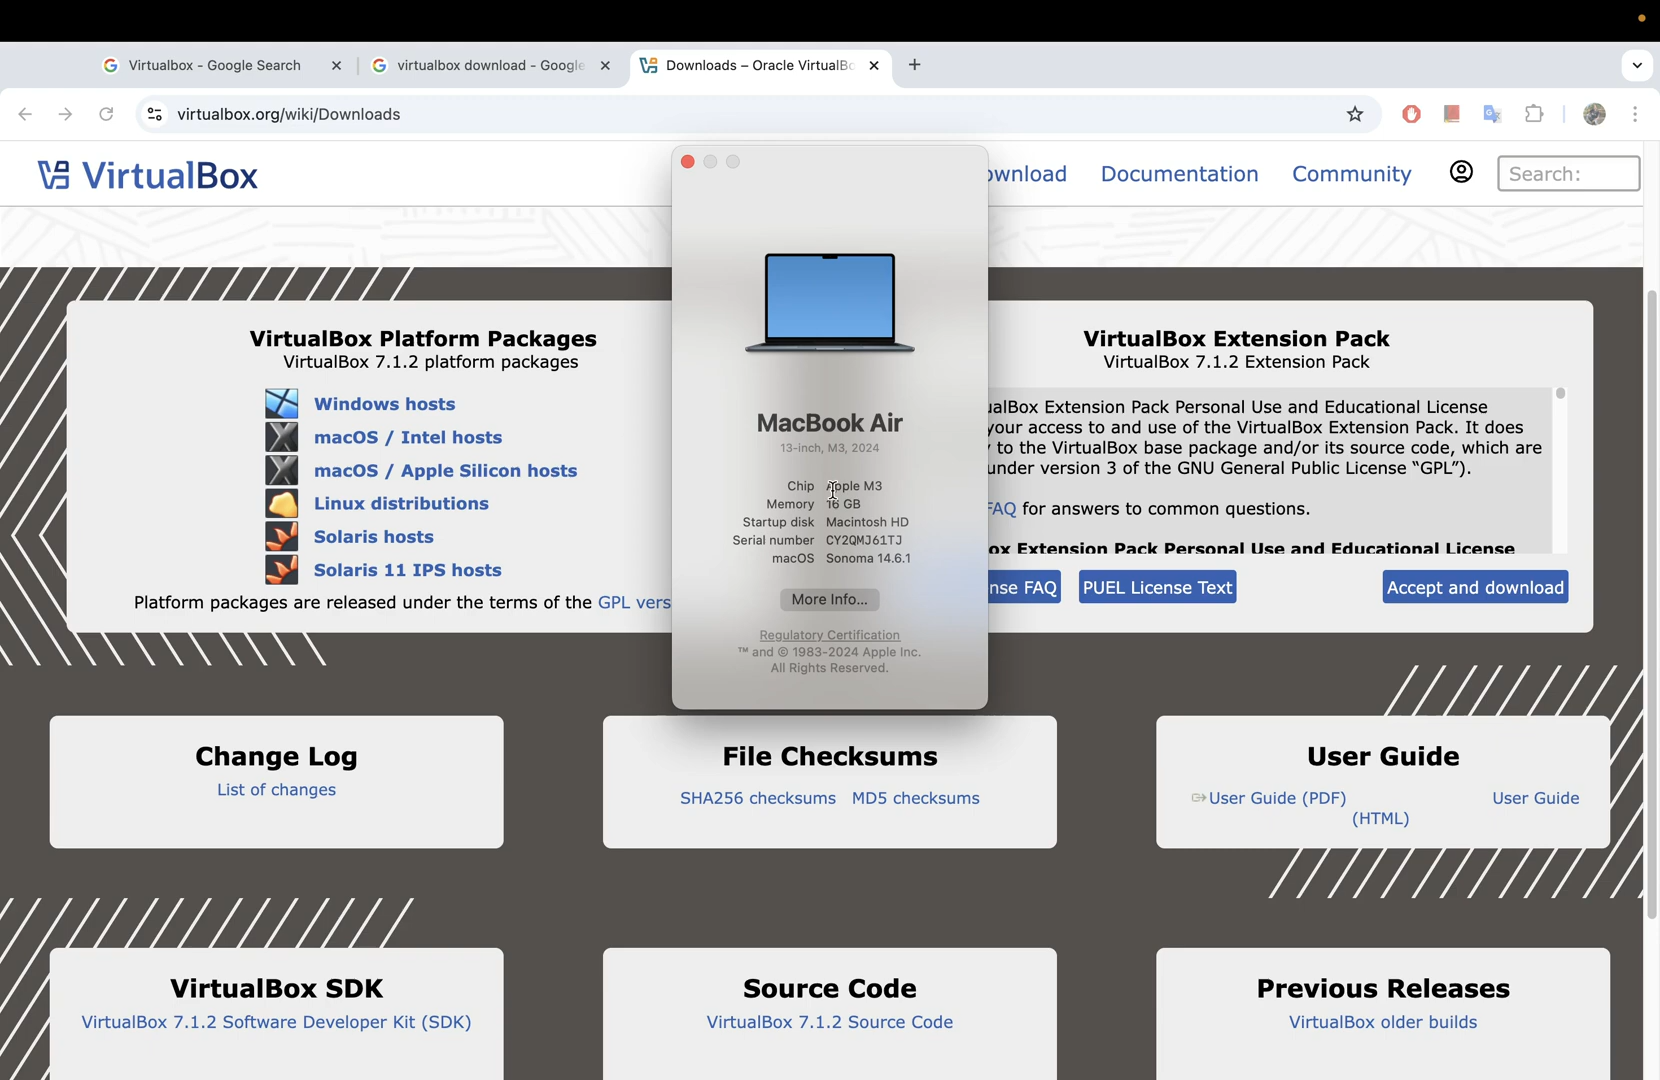 Virtualbox - Google Search
virtualbox download - Google
Downloads – Oracle VirtualBo
virtualbox.org/wiki/Downloads
VirtualBox
ownload
Documentation
Community
Search:
VirtualBox Platform Packages
VirtualBox 7.1.2 platform packages
Windows hosts
macOS / Intel hosts
macOS / Apple Silicon hosts
Linux distributions
Solaris hosts
Solaris 11 IPS hosts
Platform packages are released under the terms of the GPL vers
MacBook Air
13-inch, M3, 2024
Chip Apple M3
Memory 16 GB
Startup disk Macintosh HD
Serial number CY2QMJ61TJ
macOS Sonoma 14.6.1
More Info...
Regulatory Certification
™ and © 1983-2024 Apple Inc.
All Rights Reserved.
VirtualBox Extension Pack
VirtualBox 7.1.2 Extension Pack
ualBox Extension Pack Personal Use and Educational License
your access to and use of the VirtualBox Extension Pack. It does
to the VirtualBox base package and/or its source code, which are
under version 3 of the GNU General Public License “GPL”).
FAQ for answers to common questions.
ox Extension Pack Personal Use and Educational License
nse FAQ
PUEL License Text
Accept and download
Change Log
List of changes
File Checksums
SHA256 checksums MD5 checksums
User Guide
User Guide (PDF) User Guide
(HTML)
VirtualBox SDK
VirtualBox 7.1.2 Software Developer Kit (SDK)
Source Code
VirtualBox 7.1.2 Source Code
Previous Releases
VirtualBox older builds